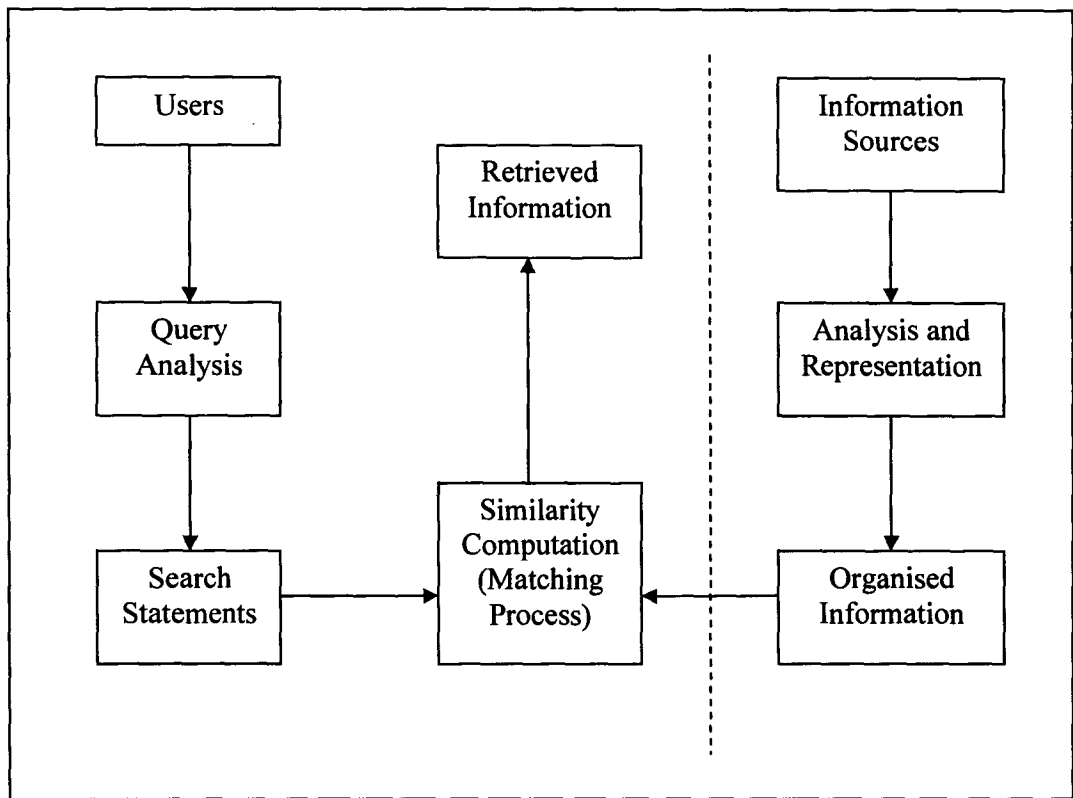 Users
Query
Analysis
Search
Statements
Retrieved
Information
Similarity
Computation
(Matching
Process)
Information
Sources
Analysis and
Representation
Organised
Information